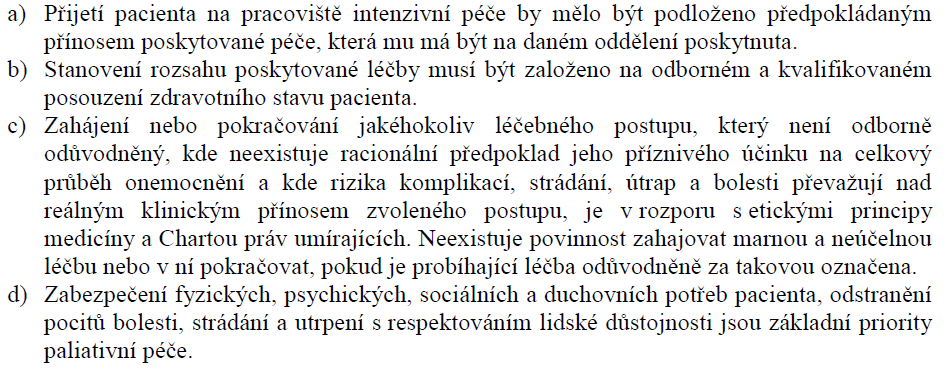 a) Přijetí pacienta na pracoviště intenzivní péče by mělo být podloženo předpokládaným
přínosem poskytované péče, která mu má být na daném oddělení poskytnuta.
b) Stanovení rozsahu poskytované léčby musí být založeno na odborném a kvalifikovaném
posouzení zdravotního stavu pacienta.
c) Zahájení nebo pokračování jakéhokoliv léčebného postupu, který není odborně
odůvodněný, kde neexistuje racionální předpoklad jeho příznivého účinku na celkový
průběh onemocnění a kde rizika komplikací, strádání, útrap a bolesti převažují nad
reálným klinickým přínosem zvoleného postupu, je v rozporu s etickými principy
medicíny a Chartou práv umírajících. Neexistuje povinnost zahajovat marnou a neúčelnou
léčbu nebo v ní pokračovat, pokud je probíhající léčba odůvodněně za takovou označena.
d) Zabezpečení fyzických, psychických, sociálních a duchovních potřeb pacienta, odstranění
pocitů bolesti, strádání a utrpení s respektováním lidské důstojnosti jsou základní priority
paliativní péče.